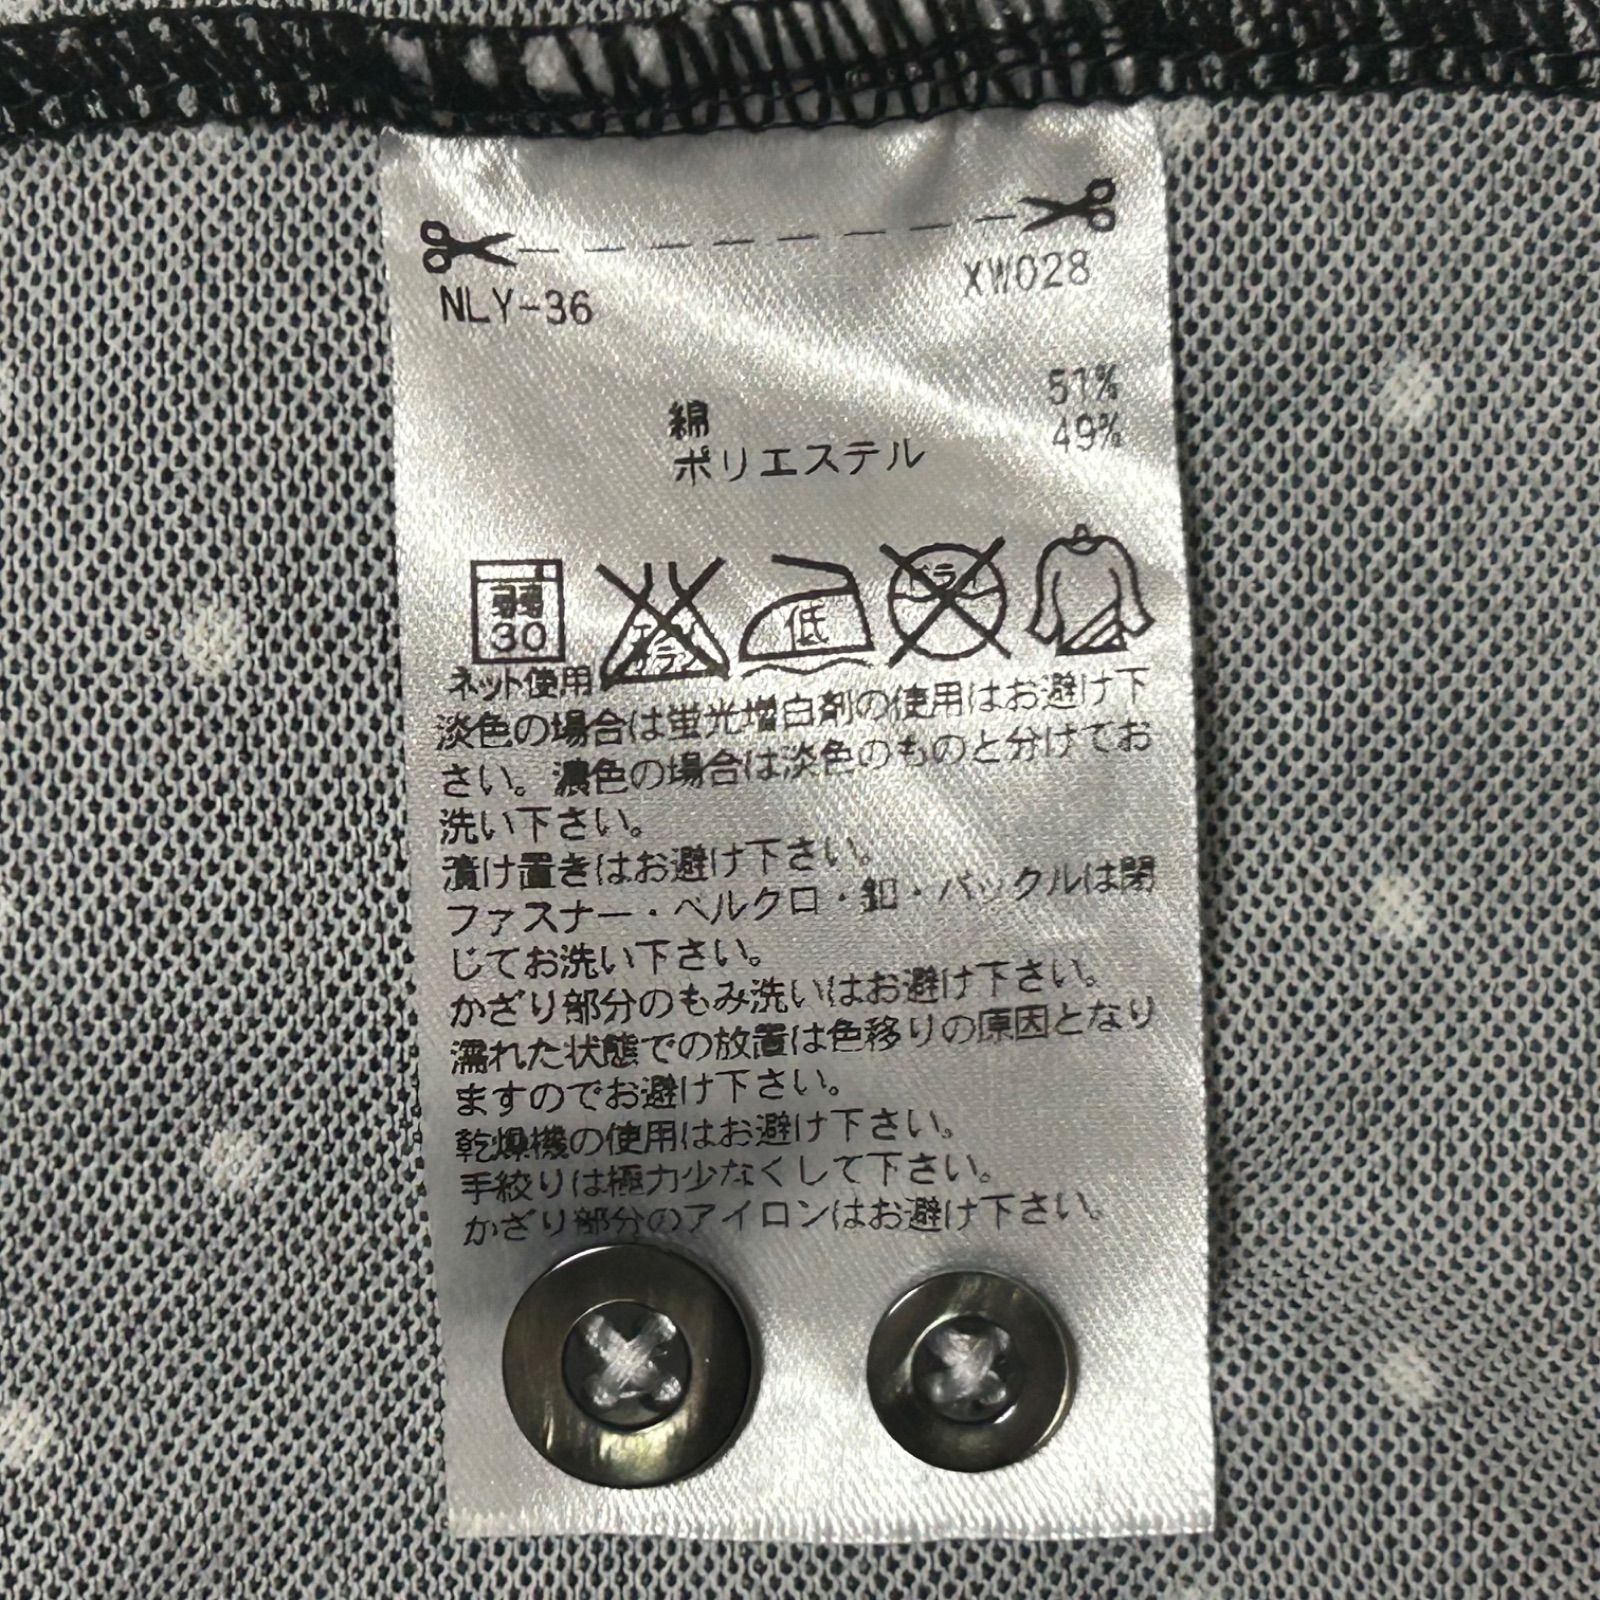 NLY-36 XW028
綿 51%
ポリエステル 49%
弱
30
エンソ
サラシ
低
ドライ
ネット使用
淡色の場合は蛍光増白剤の使用はお避け下
さい。濃色の場合は淡色のものと分けてお
洗い下さい。
漬け置きはお避け下さい。
ファスナー・ベルクロ・釦・バックルは閉
じてお洗い下さい。
かざり部分のもみ洗いはお避け下さい。
濡れた状態での放置は色移りの原因となり
ますのでお避け下さい。
乾燥機の使用はお避け下さい。
手絞りは極力少なくして下さい。
かざり部分のアイロンはお避け下さい。